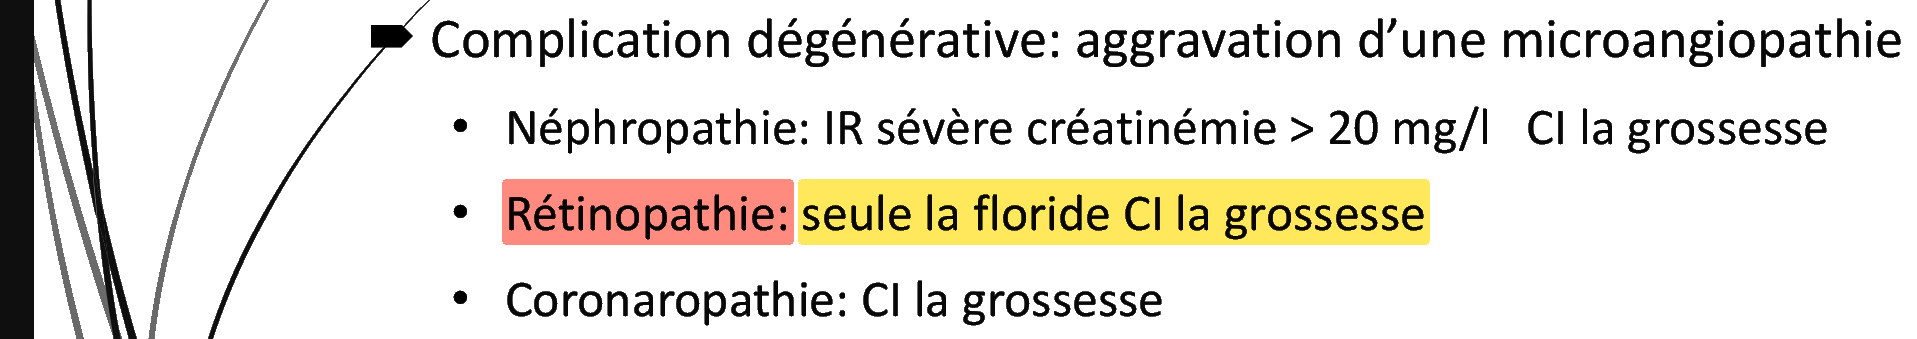 Complication dégénérative: aggravation d’une microangiopathie
• Néphropathie: IR sévère créatinémie > 20 mg/l   CI la grossesse
• Rétinopathie: seule la floride CI la grossesse
• Coronaropathie: CI la grossesse